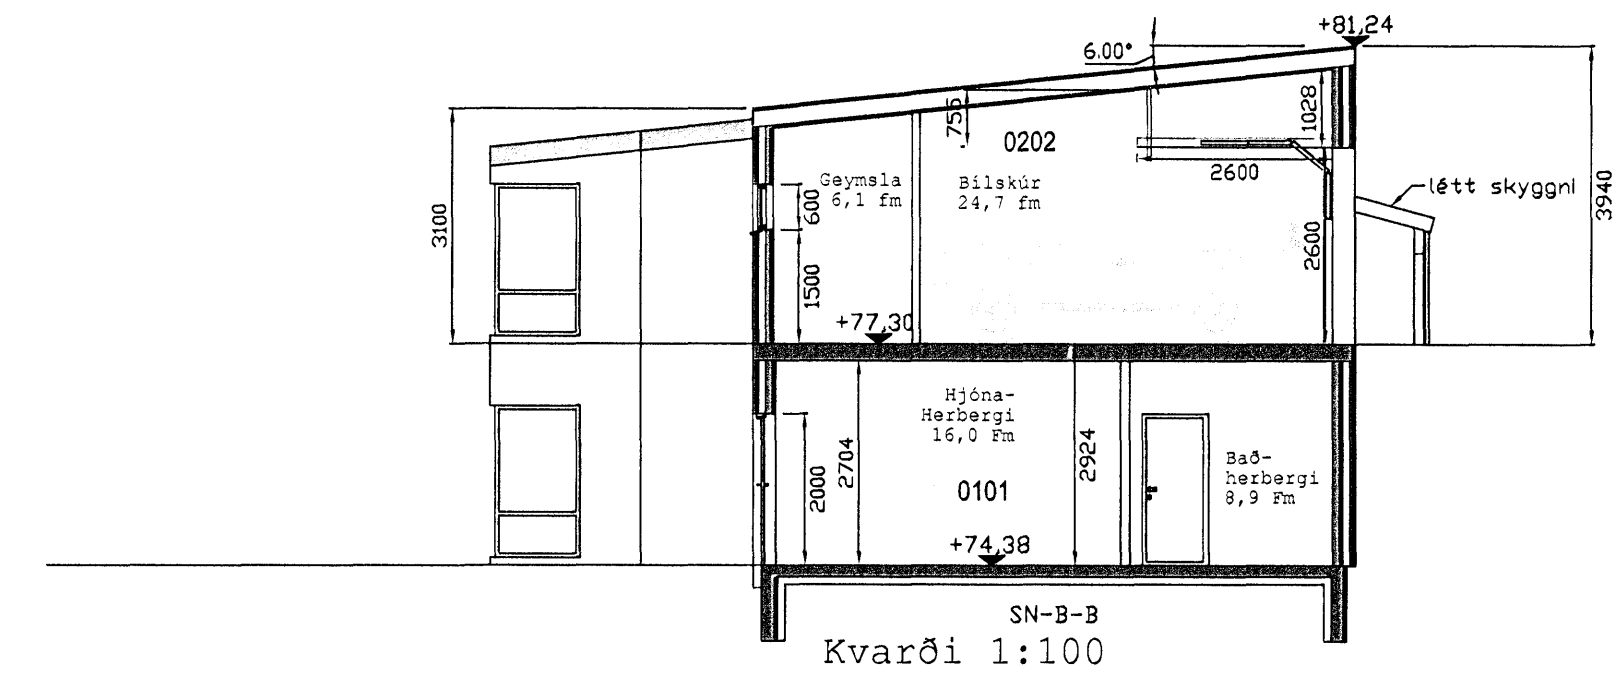 +81,24
6.00°
755
1028
0202
2600
Geymsla
6,1 fm
Bílskúr
24,7 fm
létt skyggni
600
3100
3940
2600
1500
+77,30
Hjóna-
Herbergi
16,0 Fm
2704
2924
2000
0101
Bað-
herbergi
8,9 Fm
+74,38
SN-B-B
Kvarði 1:100